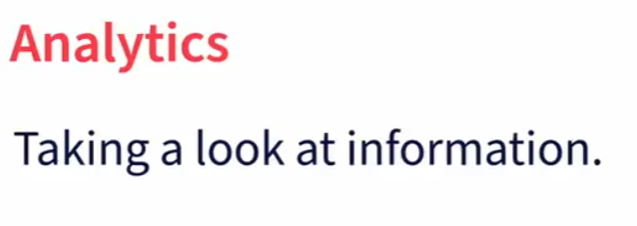 Analytics
Taking a look at information.